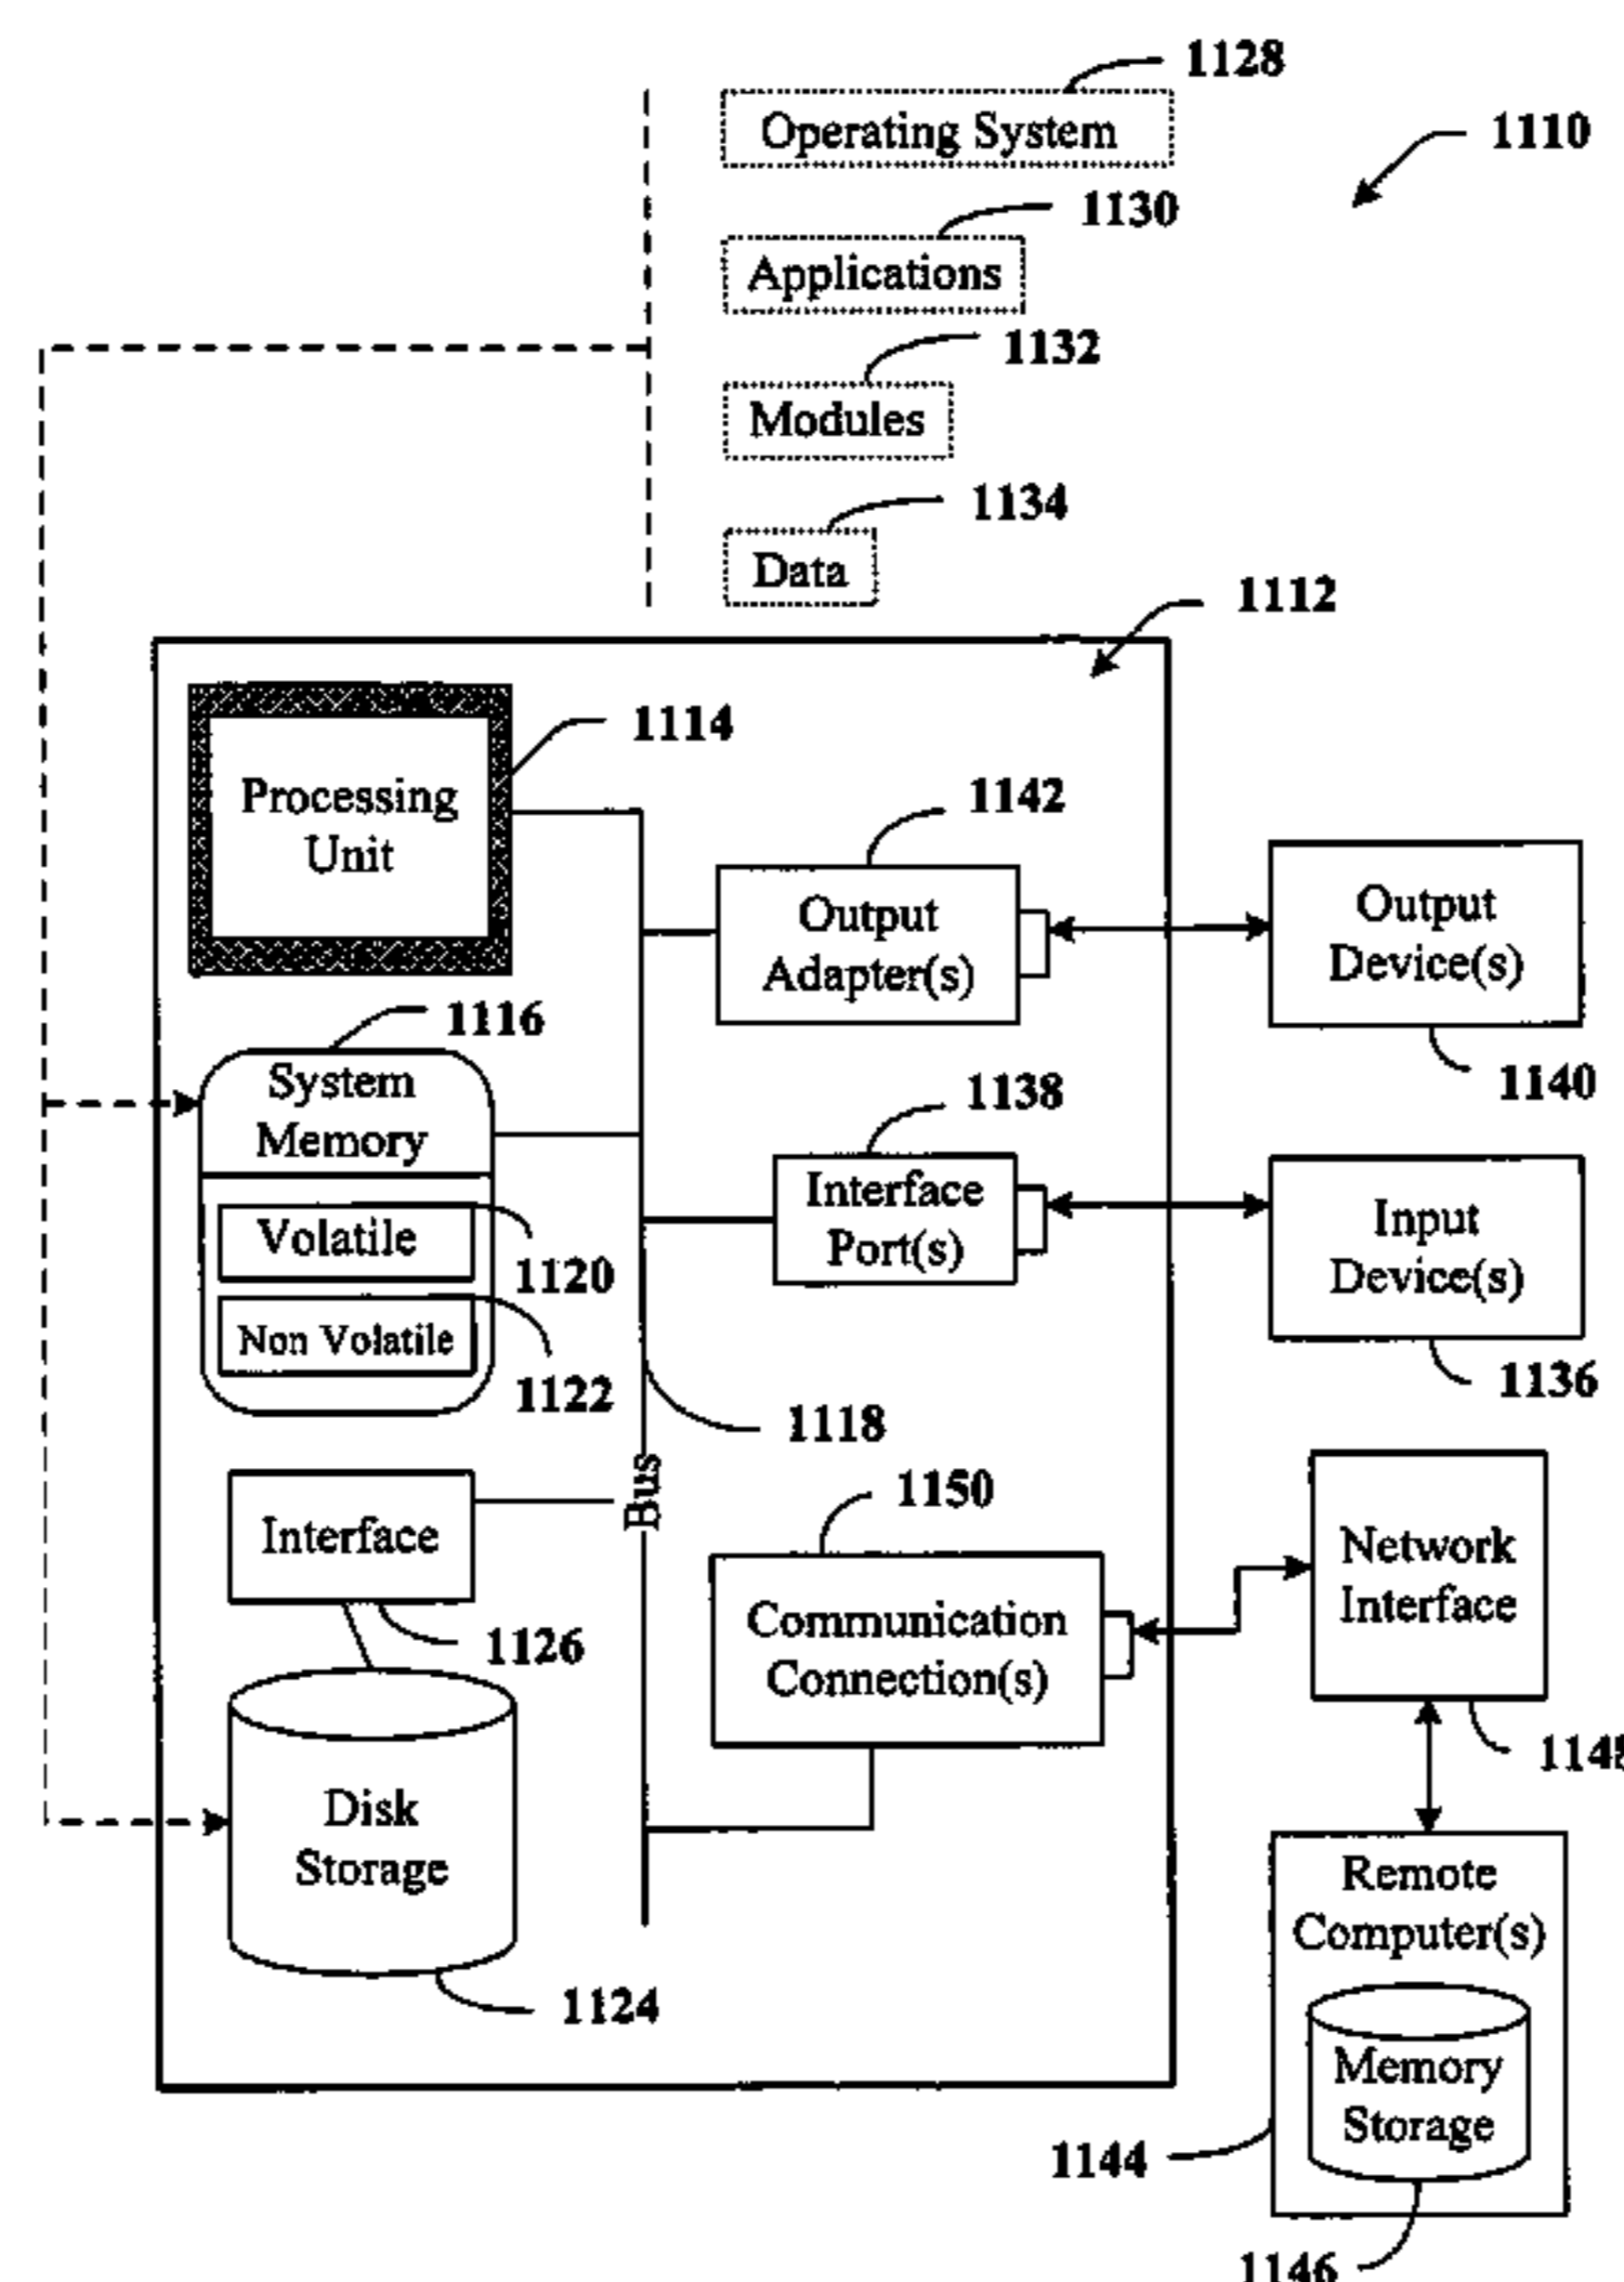 1128
Operating System
1110
1130
Applications
1132
Modules
1134
Data
1112
1114
Processing
Unit
1142
Output
Adapter(s)
Output
Device(s)
1140
1116
System
Memory
1138
Interface
Port(s)
Input
Device(s)
1136
Volatile
1120
Non Volatile
1122
1118
Bus
Interface
1126
1150
Communication
Connection(s)
Network
Interface
1148
Disk
Storage
1124
Remote
Computer(s)
Memory
Storage
1144
1146